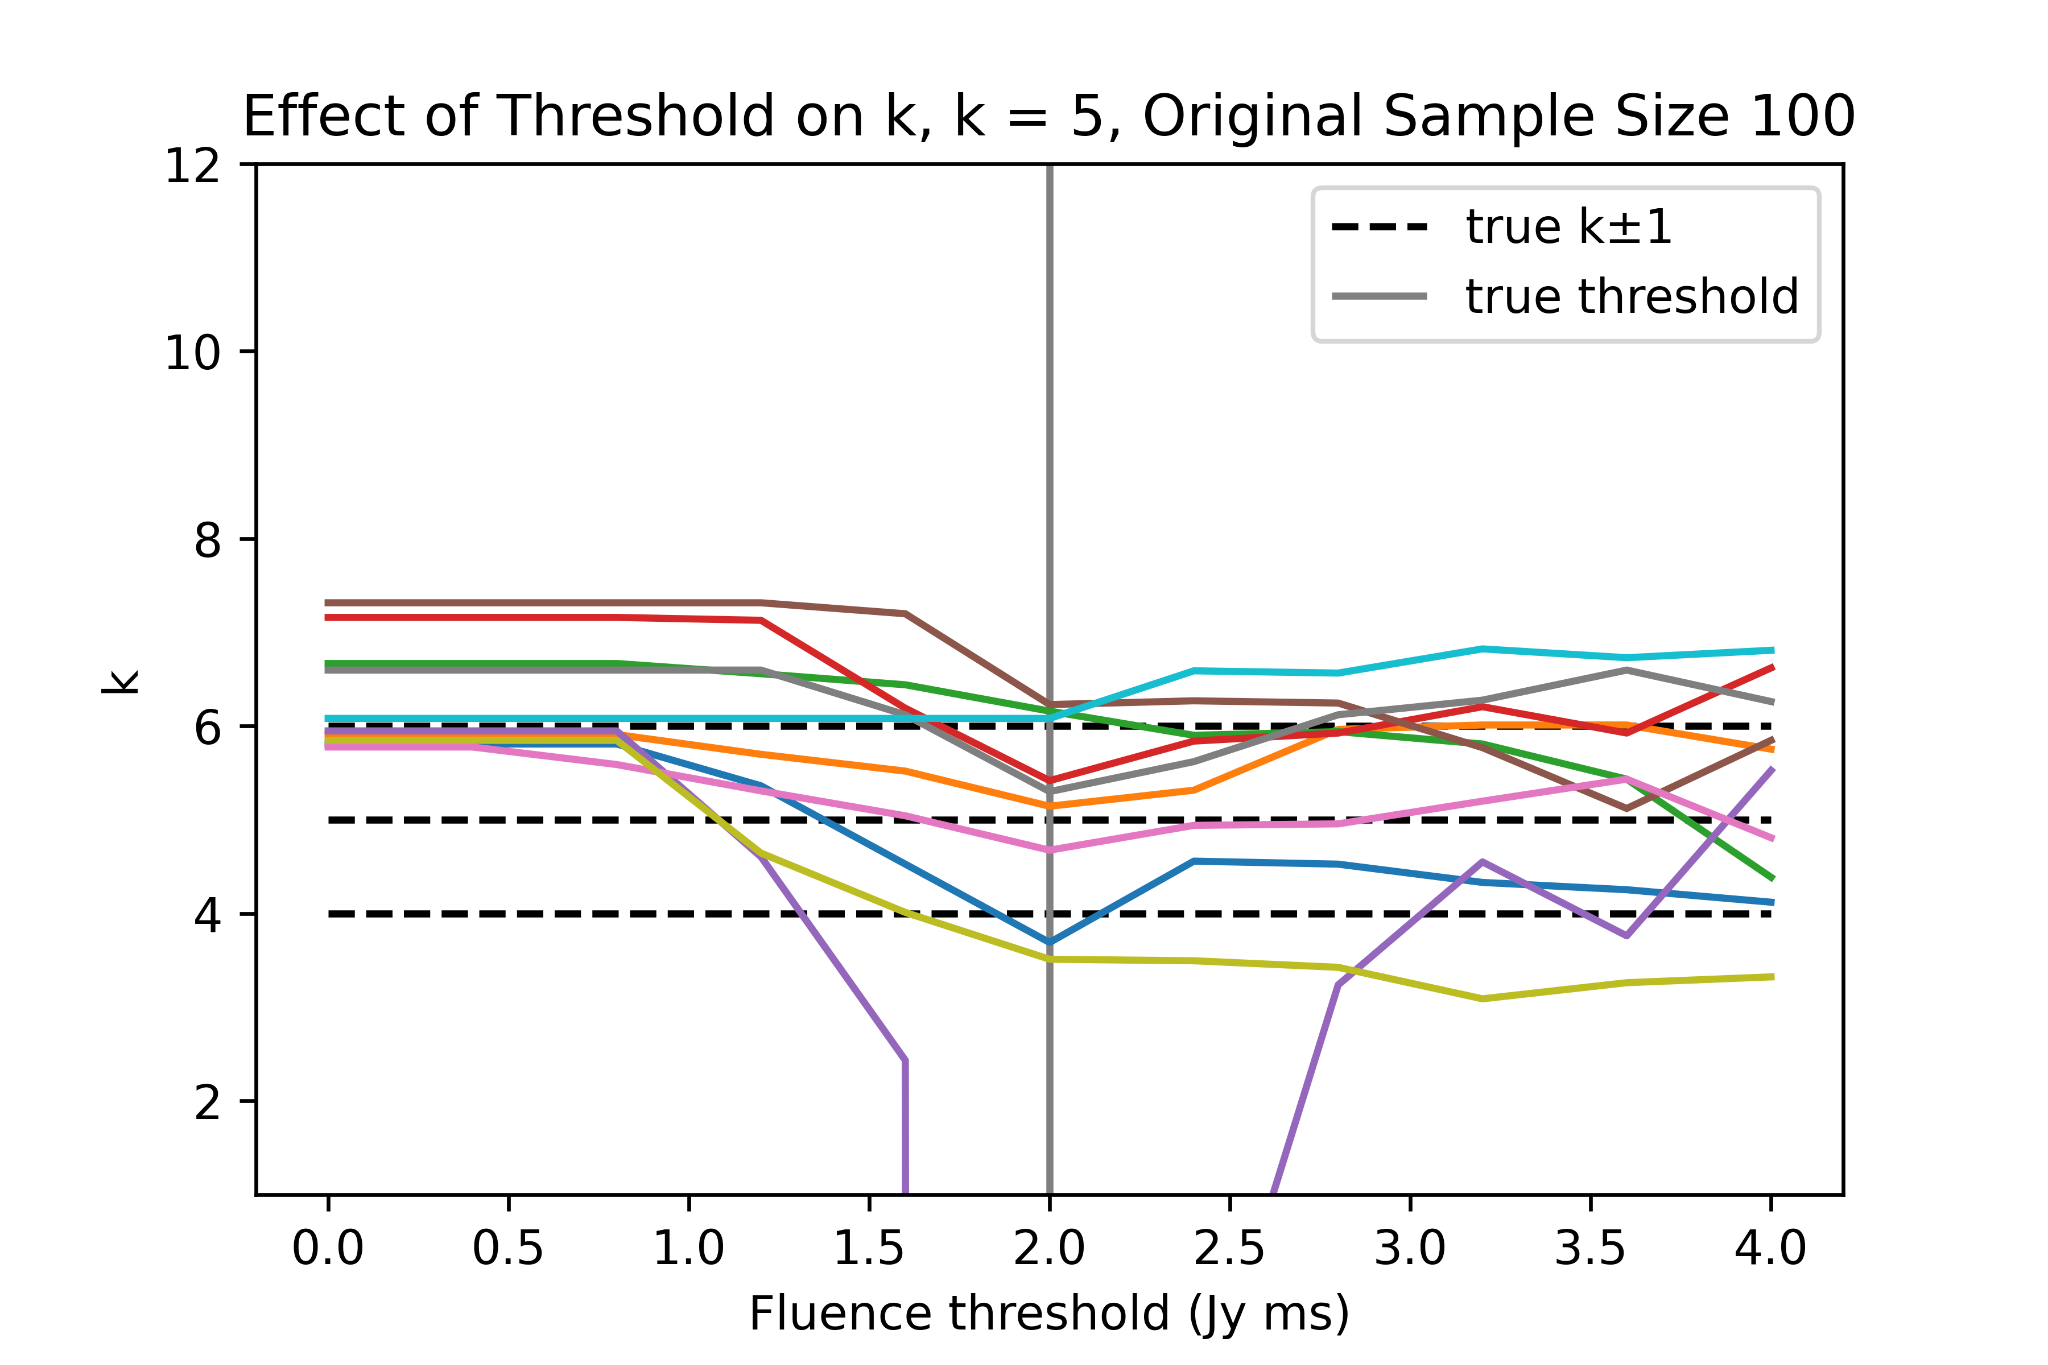 Effect of Threshold on k, k = 5, Original Sample Size 100
12
10
8
6
4
2
k
true k±1
true threshold
0.0 0.5 1.0 1.5 2.0 2.5 3.0 3.5 4.0
Fluence threshold (Jy ms)